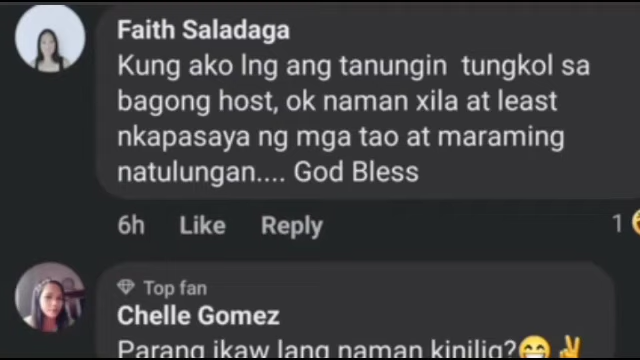 Faith Saladaga
Kung ako lng ang tanungin tungkol sa
bagong host, ok naman xila at least
nkapasaya ng mga tao at maraming
natulungan.... God Bless
6h Like Reply 1
Top fan
Chelle Gomez
Parang ikaw lang naman kinilig?😁✌️